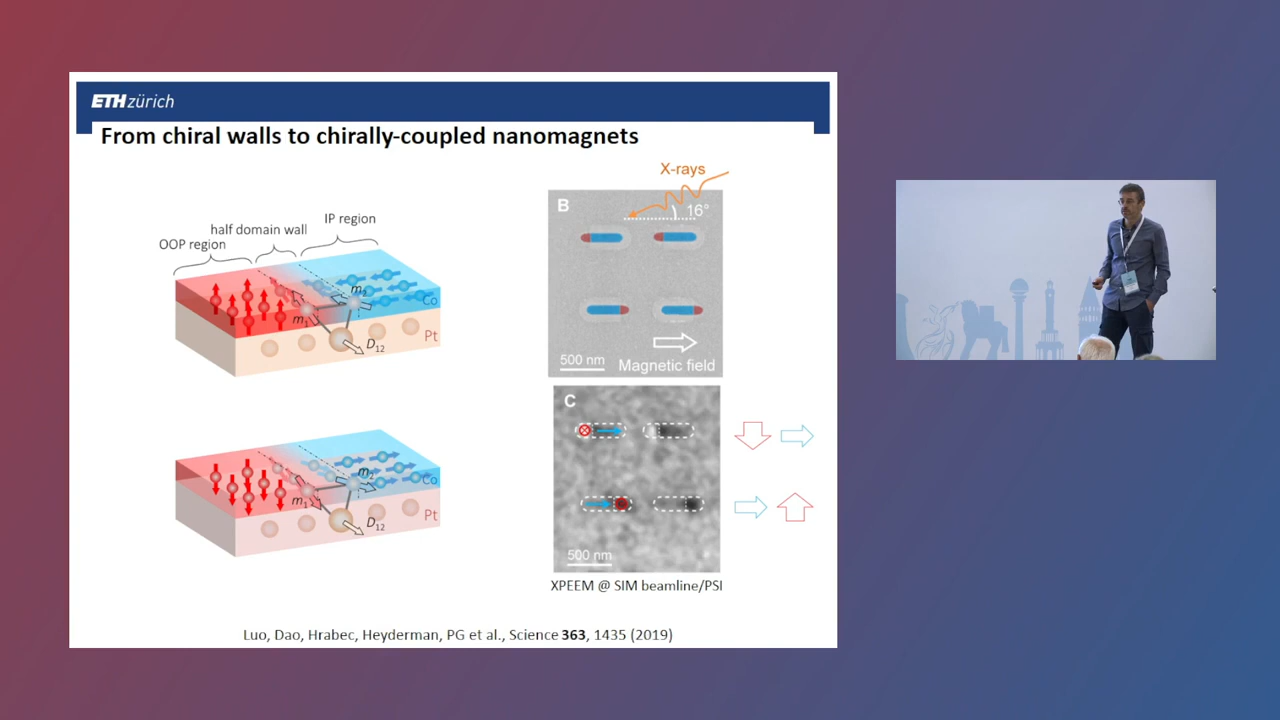 ETH zürich
From chiral walls to chirally-coupled nanomagnets
OOP region
half domain wall
IP region
m1
m2
Co
D12
Pt
m1
m2
Co
D12
Pt
X-rays
B
16°
500 nm
Magnetic field
C
500 nm
XPEEM @ SIM beamline/PSI
Luo, Dao, Hrabec, Heyderman, PG et al., Science 363, 1435 (2019)